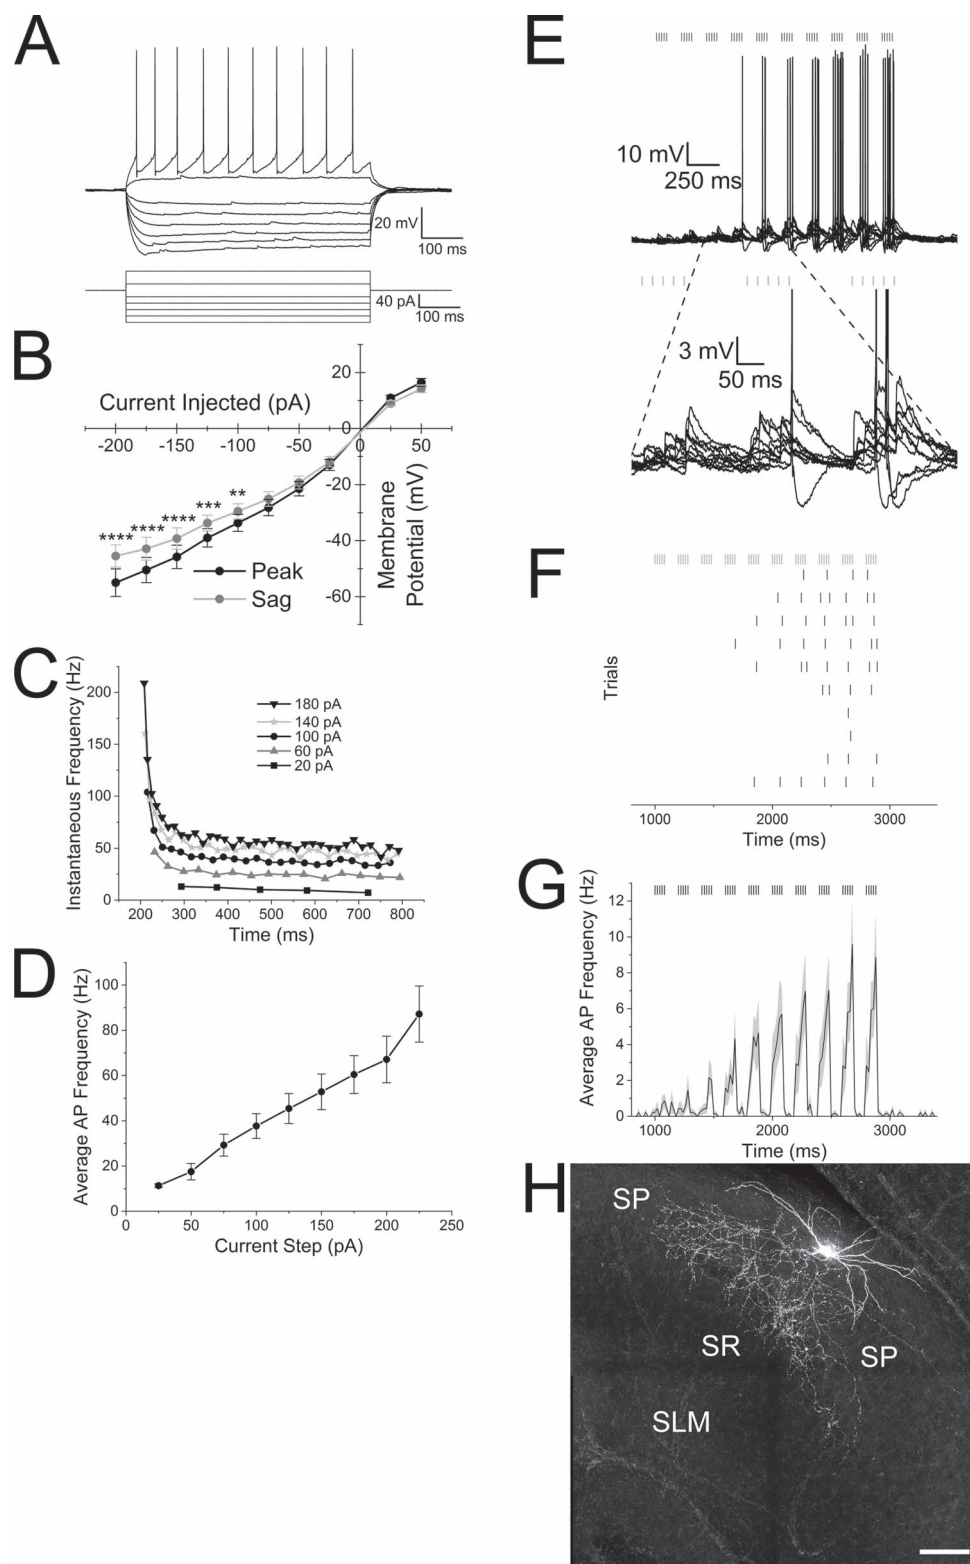 A
20 mV
100 ms
40 pA
100 ms
B
Current Injected (pA)
20
0
-200 -150 -100 -50 0 50
-20
-40
-60
**** **** **** *** **
Membrane
Potential (mV)
Peak
Sag
C
Instantaneous Frequency (Hz)
200
150
100
50
0
180 pA
140 pA
100 pA
60 pA
20 pA
200 300 400 500 600 700 800
Time (ms)
D
Average AP Frequency (Hz)
100
80
60
40
20
0
0 50 100 150 200 250
Current Step (pA)
E
10 mV
250 ms
3 mV
50 ms
F
Trials
1000 2000 3000
Time (ms)
G
Average AP Frequency (Hz)
12
10
8
6
4
2
0
1000 2000 3000
Time (ms)
H
SP
SR
SP
SLM